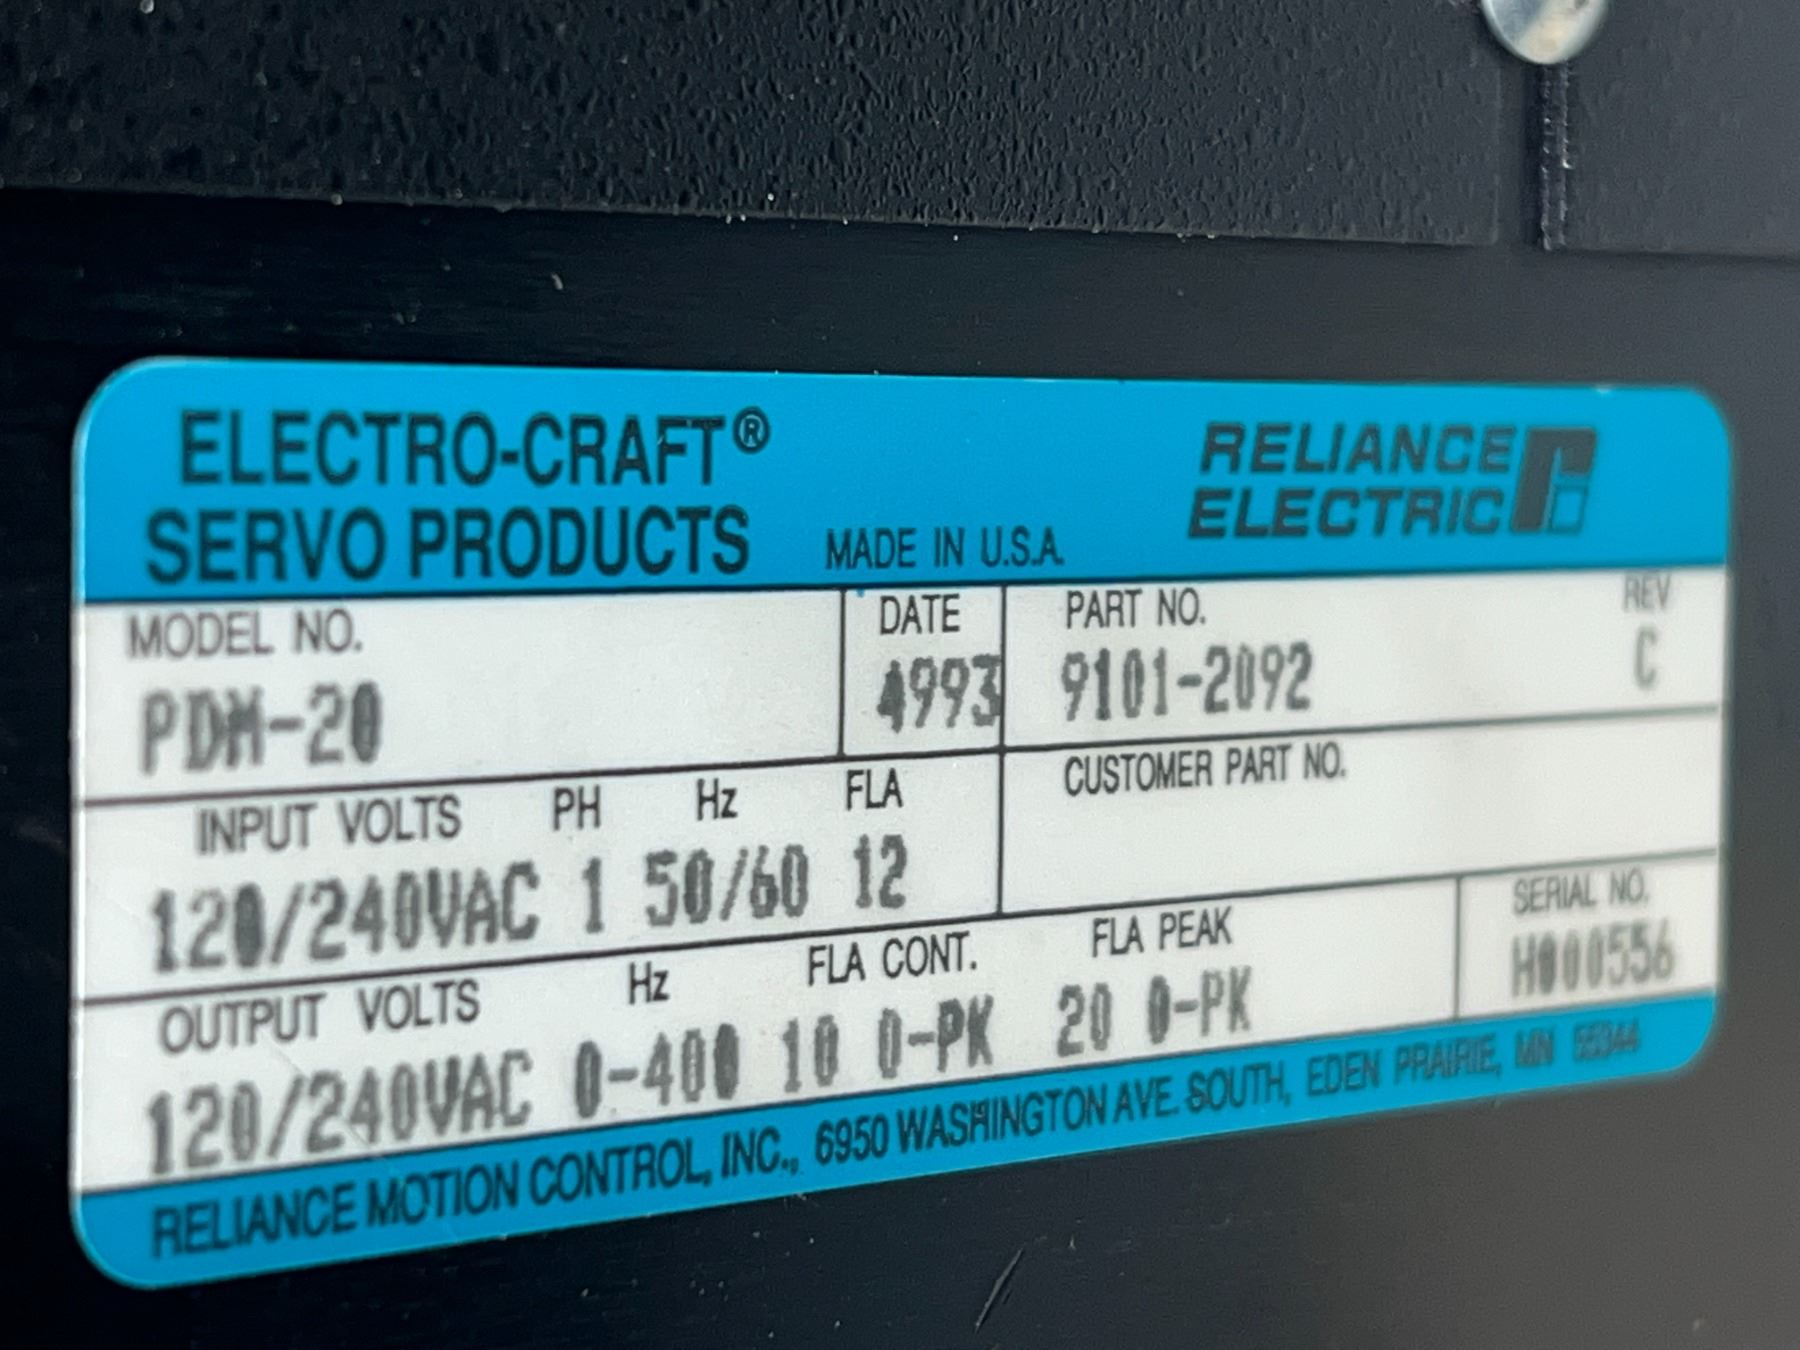 ELECTRO-CRAFT®
SERVO PRODUCTS
MADE IN U.S.A.
RELIANCE
ELECTRIC
MODEL NO.
PDM-20
DATE
4993
PART NO.
9101-2092
REV
C
INPUT VOLTS PH Hz FLA
120/240VAC 1 50/60 12
CUSTOMER PART NO.
OUTPUT VOLTS Hz FLA CONT. FLA PEAK
120/240VAC 0-400 10 0-PK 20 0-PK
SERIAL NO.
H000556
RELIANCE MOTION CONTROL, INC., 6950 WASHINGTON AVE. SOUTH, EDEN PRAIRIE, MN 55344